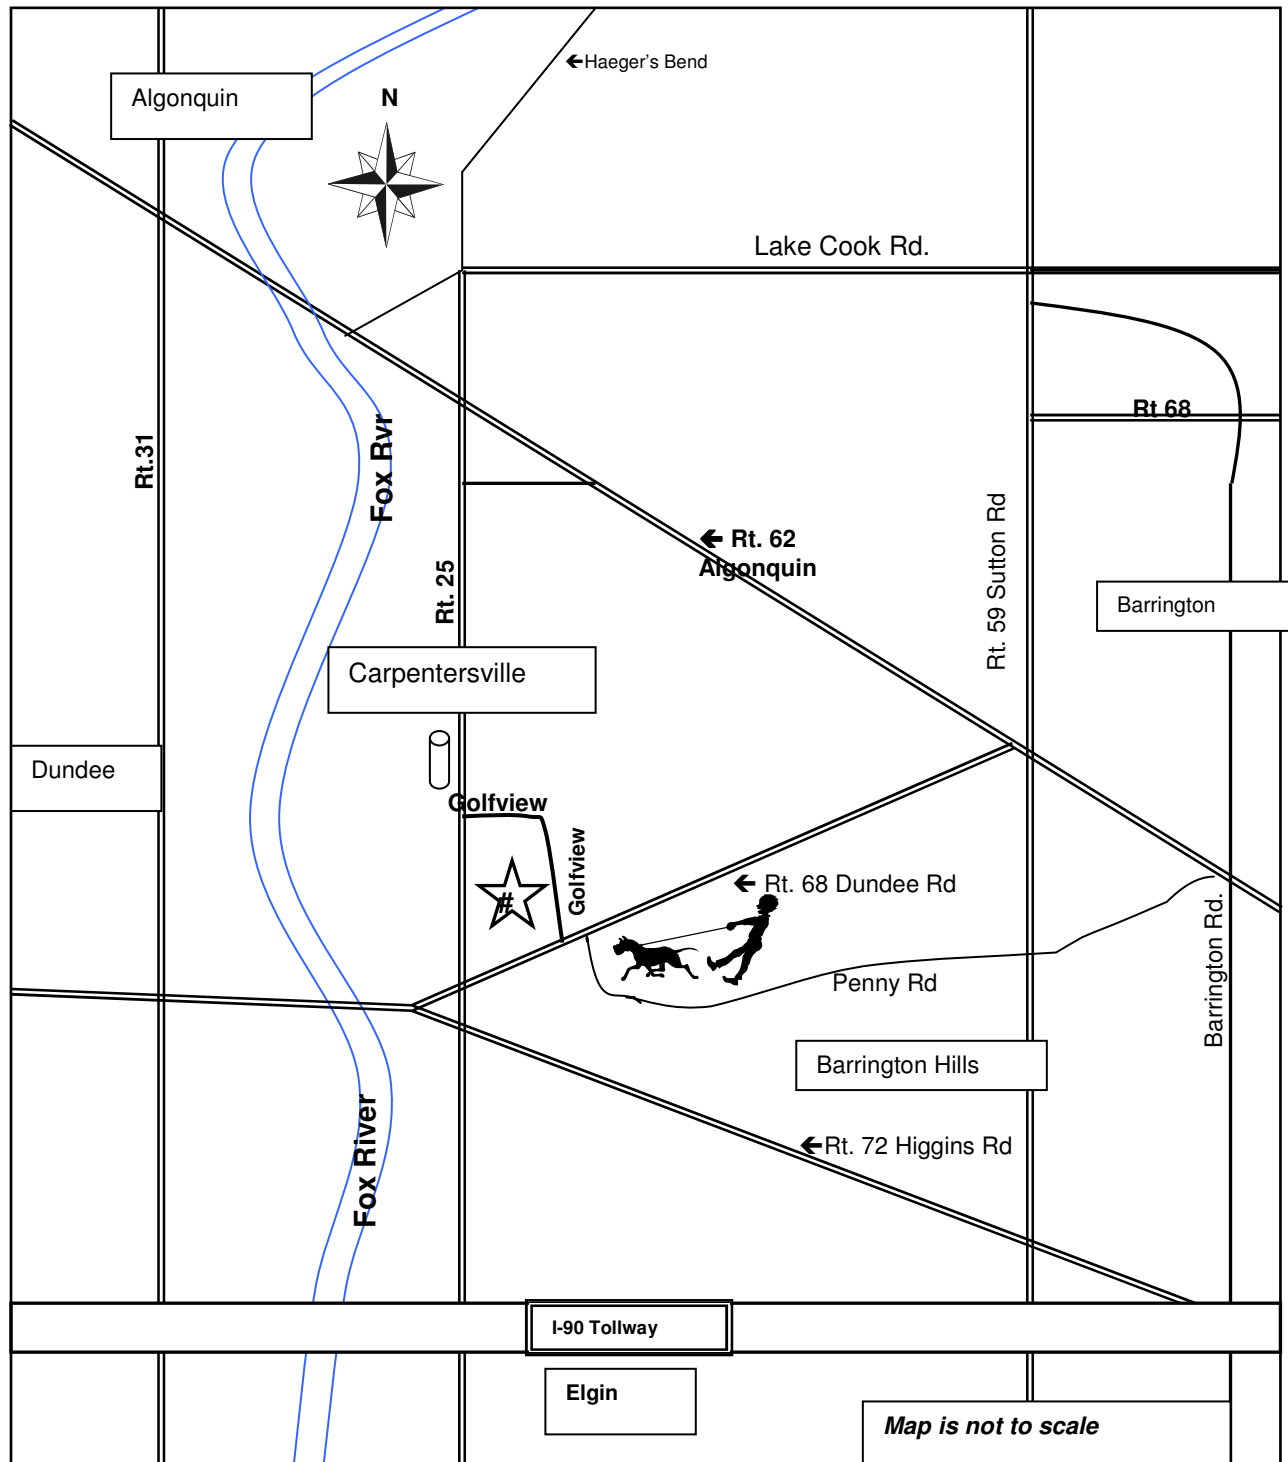 ←Haeger's Bend
Algonquin
N
Lake Cook Rd.
Rt 68
Rt.31
Fox Rvr
← Rt. 62
Algonquin
Rt. 59 Sutton Rd
Rt. 25
Barrington
Carpentersville
Dundee
Golfview
Golfview
← Rt. 68 Dundee Rd
#
Penny Rd
Barrington Rd.
Barrington Hills
Fox River
←Rt. 72 Higgins Rd
I-90 Tollway
Elgin
Map is not to scale